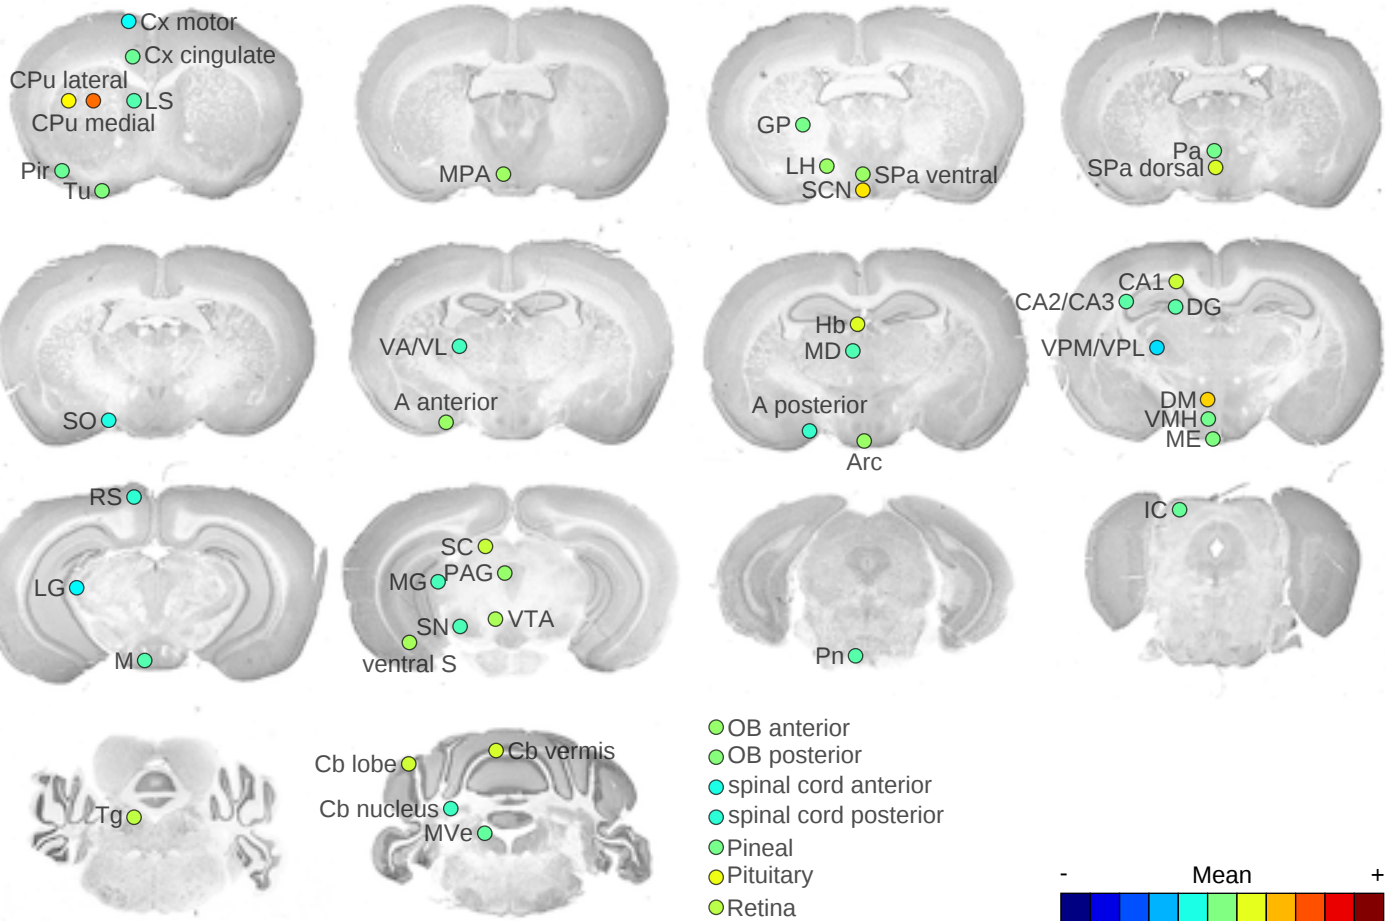 Cx motor
Cx cingulate
CPu lateral
LS
CPu medial
Pir
Tu
MPA
GP
LH
SPa ventral
SCN
Pa
SPa dorsal
SO
VA/VL
A anterior
Hb
MD
A posterior
Arc
CA1
CA2/CA3
DG
VPM/VPL
DM
VMH
ME
RS
LG
M
SC
MG
PAG
SN
VTA
ventral S
Pn
IC
Tg
Cb lobe
Cb vermis
Cb nucleus
MVe
OB anterior
OB posterior
spinal cord anterior
spinal cord posterior
Pineal
Pituitary
Retina
- Mean +